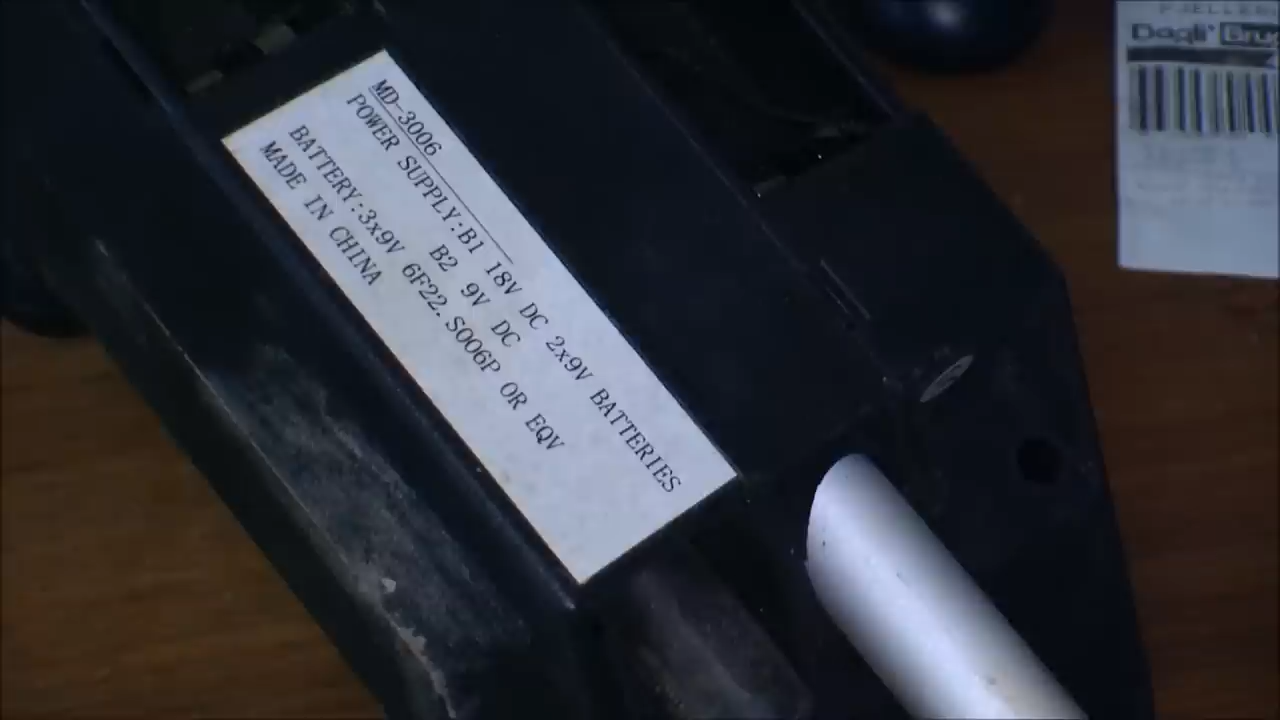 MD-3006
POWER SUPPLY:B1 18V DC 2x9V BATTERIES
B2 9V DC
BATTERY:3x9V 6F22.S006P OR EQV
MADE IN CHINA
Dagli'